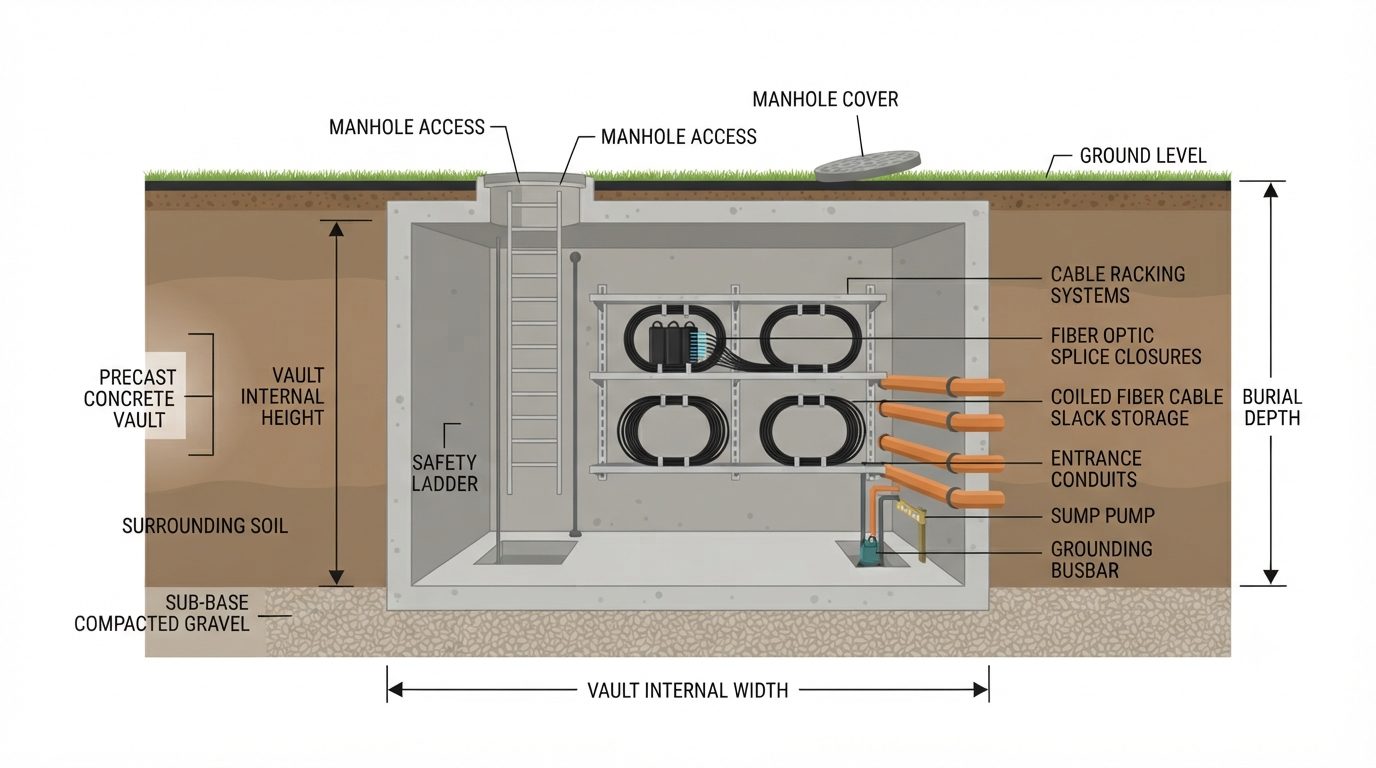 MANHOLE COVER
MANHOLE ACCESS
MANHOLE ACCESS
GROUND LEVEL
CABLE RACKING
SYSTEMS
FIBER OPTIC
SPLICE CLOSURES
PRECAST
CONCRETE
VAULT
VAULT
INTERNAL
HEIGHT
COILED FIBER CABLE
SLACK STORAGE
BURIAL
DEPTH
SAFETY
LADDER
ENTRANCE
CONDUITS
SURROUNDING SOIL
SUMP PUMP
GROUNDING
BUSBAR
SUB-BASE
COMPACTED GRAVEL
VAULT INTERNAL WIDTH